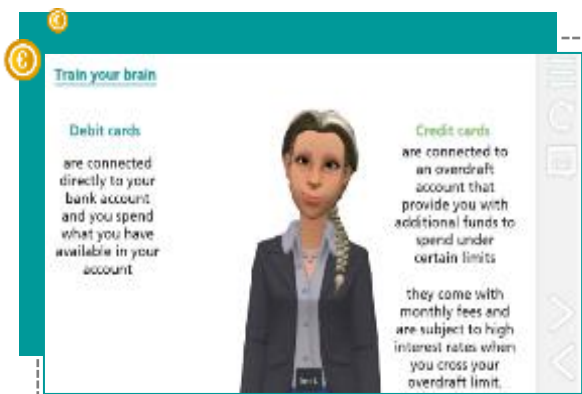 Train your brain
Debit cards
are connected
directly to your
bank account
and you spend
what you have
available in your
account
Credit cards
are connected to
an overdraft
account that
provide you with
additional funds to
spend under
certain limits
they come with
monthly fees and
are subject to high
interest rates when
you cross your
overdraft limit.